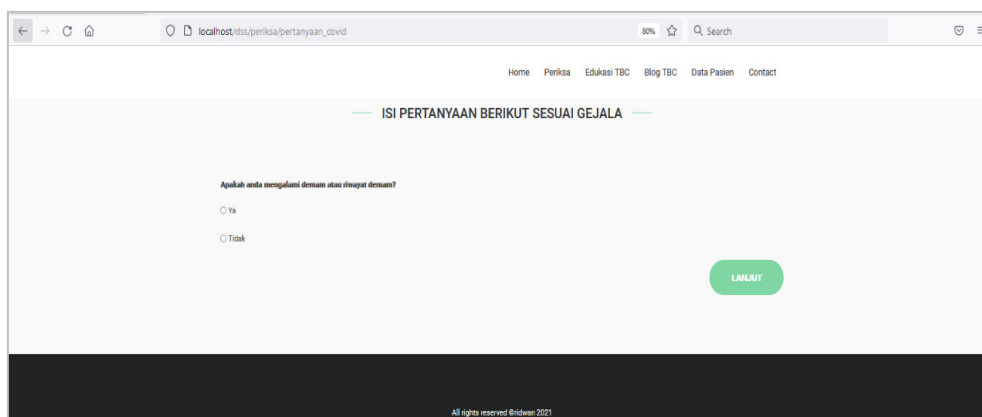 localhost/dss/periksa/pertanyaan_covid 80% Search
Home Periksa Edukasi TBC Blog TBC Data Pasien Contact
ISI PERTANYAAN BERIKUT SESUAI GEJALA
Apakah anda mengalami demam atau riwayat demam?
Ya
Tidak
LANJUT
All rights reserved @ridwan 2021